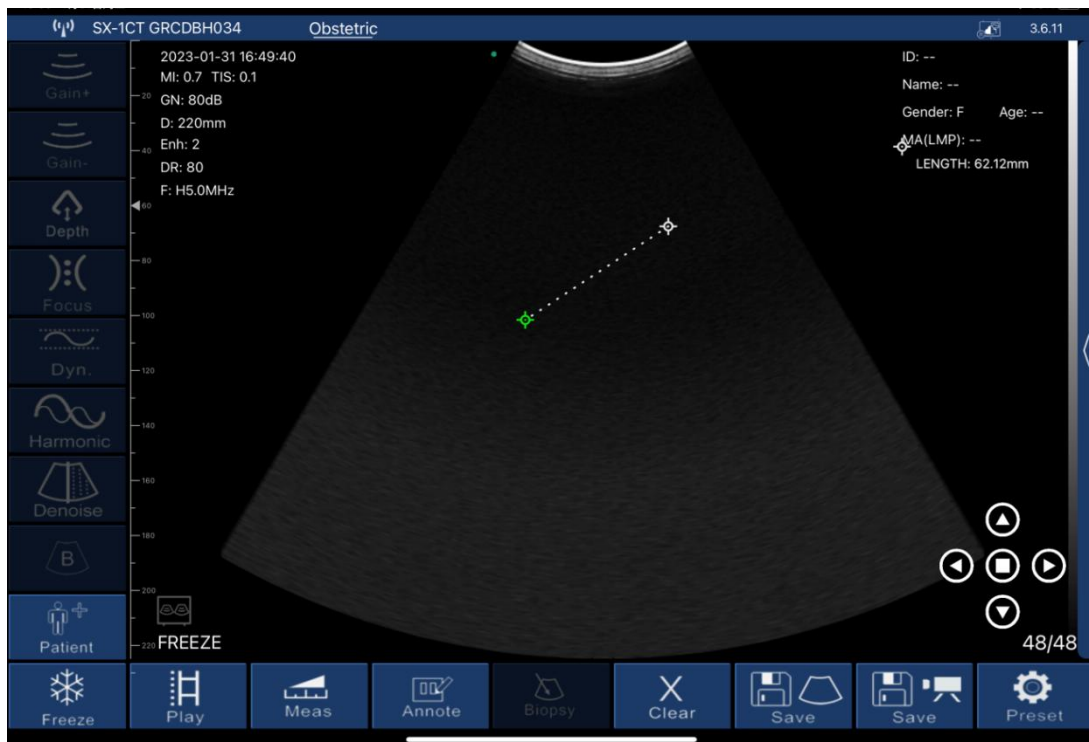 SX-1CT GRCDBH034 Obstetric 3.6.11
2023-01-31 16:49:40
MI: 0.7 TIS: 0.1
GN: 80dB
D: 220mm
Enh: 2
DR: 80
F: H5.0MHz
ID: --
Name: --
Gender: F Age: --
MA(LMP): --
LENGTH: 62.12mm
Gain+
Gain-
Depth
Focus
Dyn.
Harmonic
Denoise
B
Patient
20
40
60
80
100
120
140
160
180
200
220
FREEZE
48/48
Freeze
Play
Meas
Annote
Biopsy
Clear
Save
Save
Preset